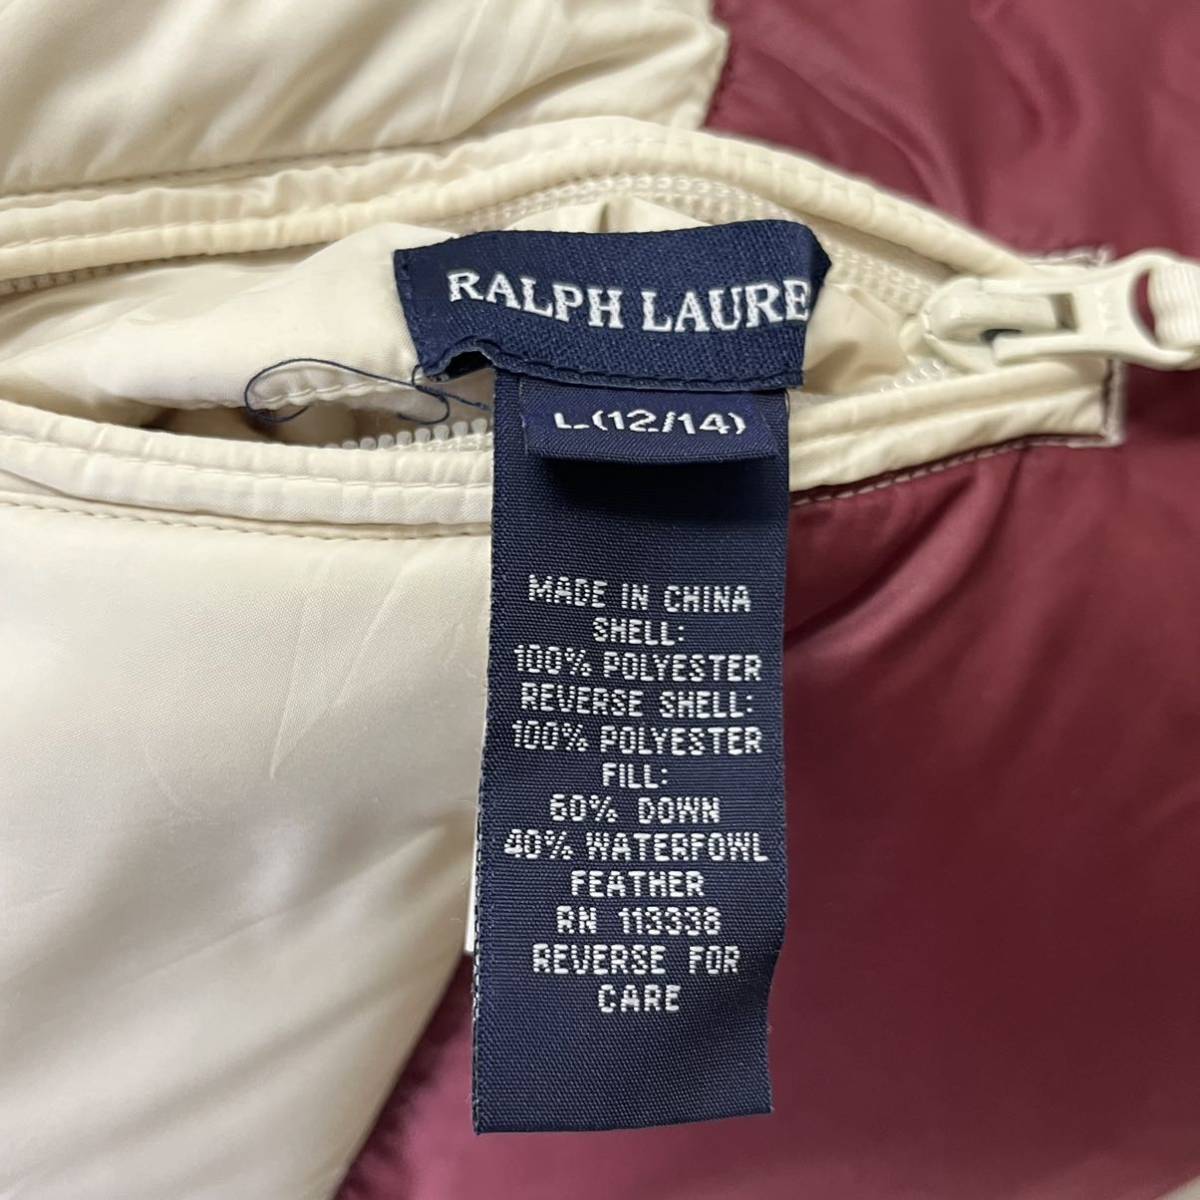 RALPH LAURE
L (12/14)
MADE IN CHINA
SHELL:
100% POLYESTER
REVERSE SHELL:
100% POLYESTER
FILL:
60% DOWN
40% WATERFOWL
FEATHER
RN 113338
REVERSE FOR
CARE